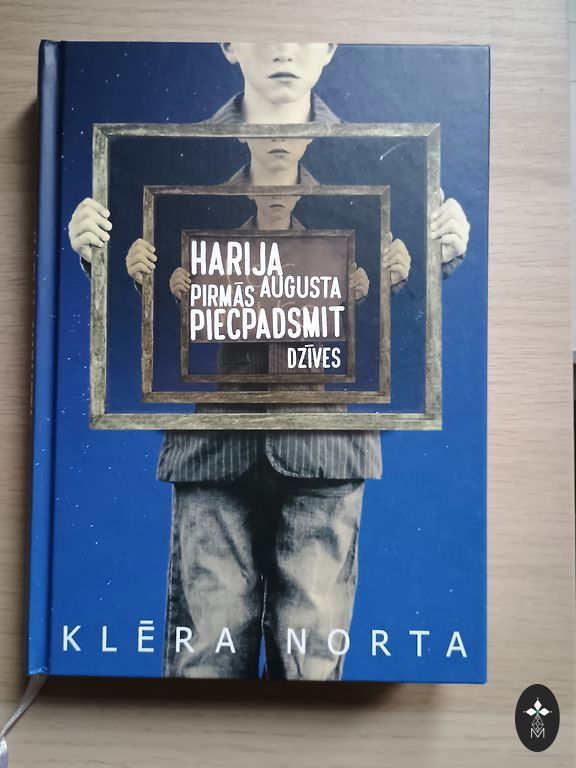 HARIJA
AUGUSTA
PIRMĀS
PIECPADSMIT
DZĪVES
KLĒRA NORTA
M